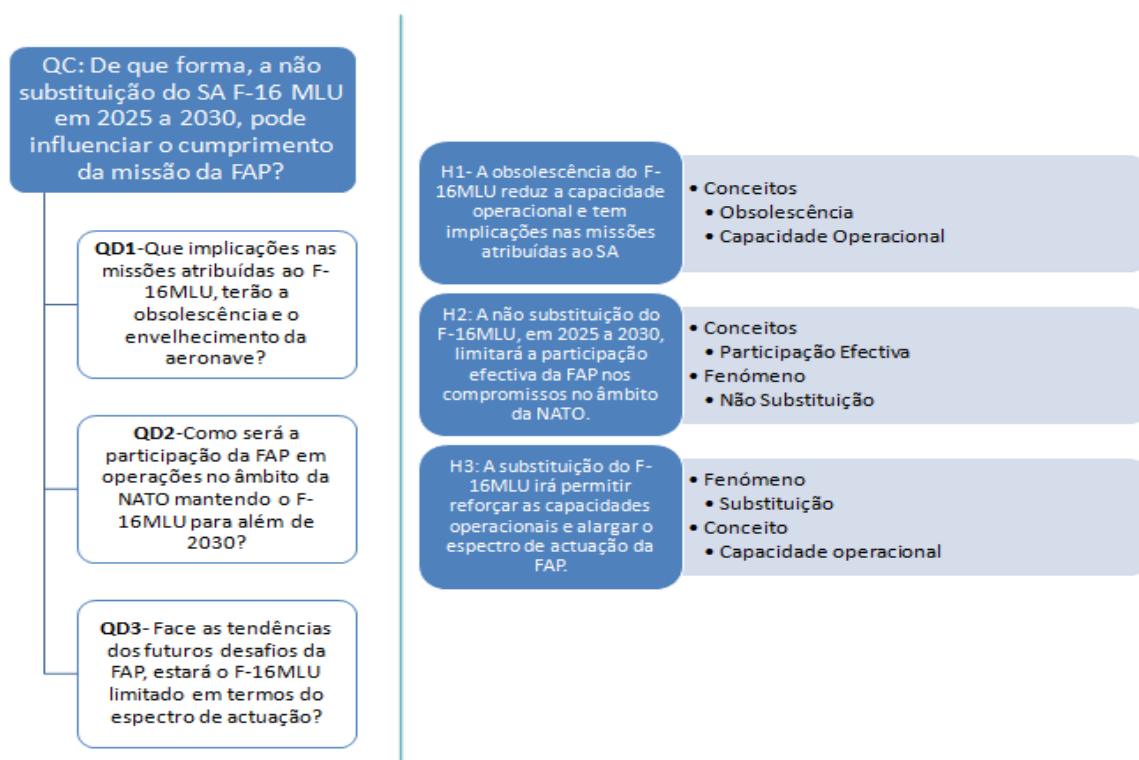 QC: De que forma, a não
substituição do SA F-16 MLU
em 2025 a 2030, pode
influenciar o cumprimento
da missão da FAP?
QD1-Que implicações nas
missões atribuídas ao F-
16MLU, terão a
obsolescência e o
envelhecimento da
aeronave?
QD2-Como será a
participação da FAP em
operações no âmbito da
NATO mantendo o F-
16MLU para além de
2030?
QD3- Face as tendências
dos futuros desafios da
FAP, estará o F-16MLU
limitado em termos do
espectro de actuação?
H1- A obsolescência do F-
16MLU reduz a capacidade
operacional e tem
implicações nas missões
atribuídas ao SA
• Conceitos
• Obsolescência
• Capacidade Operacional
H2: A não substituição do
F-16MLU, em 2025 a 2030,
limitará a participação
efectiva da FAP nos
compromissos no âmbito
da NATO.
• Conceitos
• Participação Efectiva
• Fenómeno
• Não Substituição
H3: A substituição do F-
16MLU irá permitir
reforçar as capacidades
operacionais e alargar o
espectro de actuação da
FAP.
• Fenómeno
• Substituição
• Conceito
• Capacidade operacional